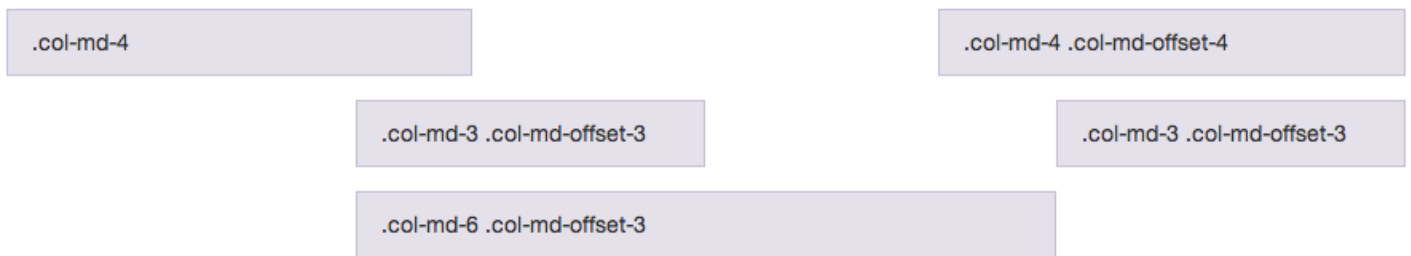 .col-md-4
.col-md-4 .col-md-offset-4
.col-md-3 .col-md-offset-3
.col-md-3 .col-md-offset-3
.col-md-6 .col-md-offset-3